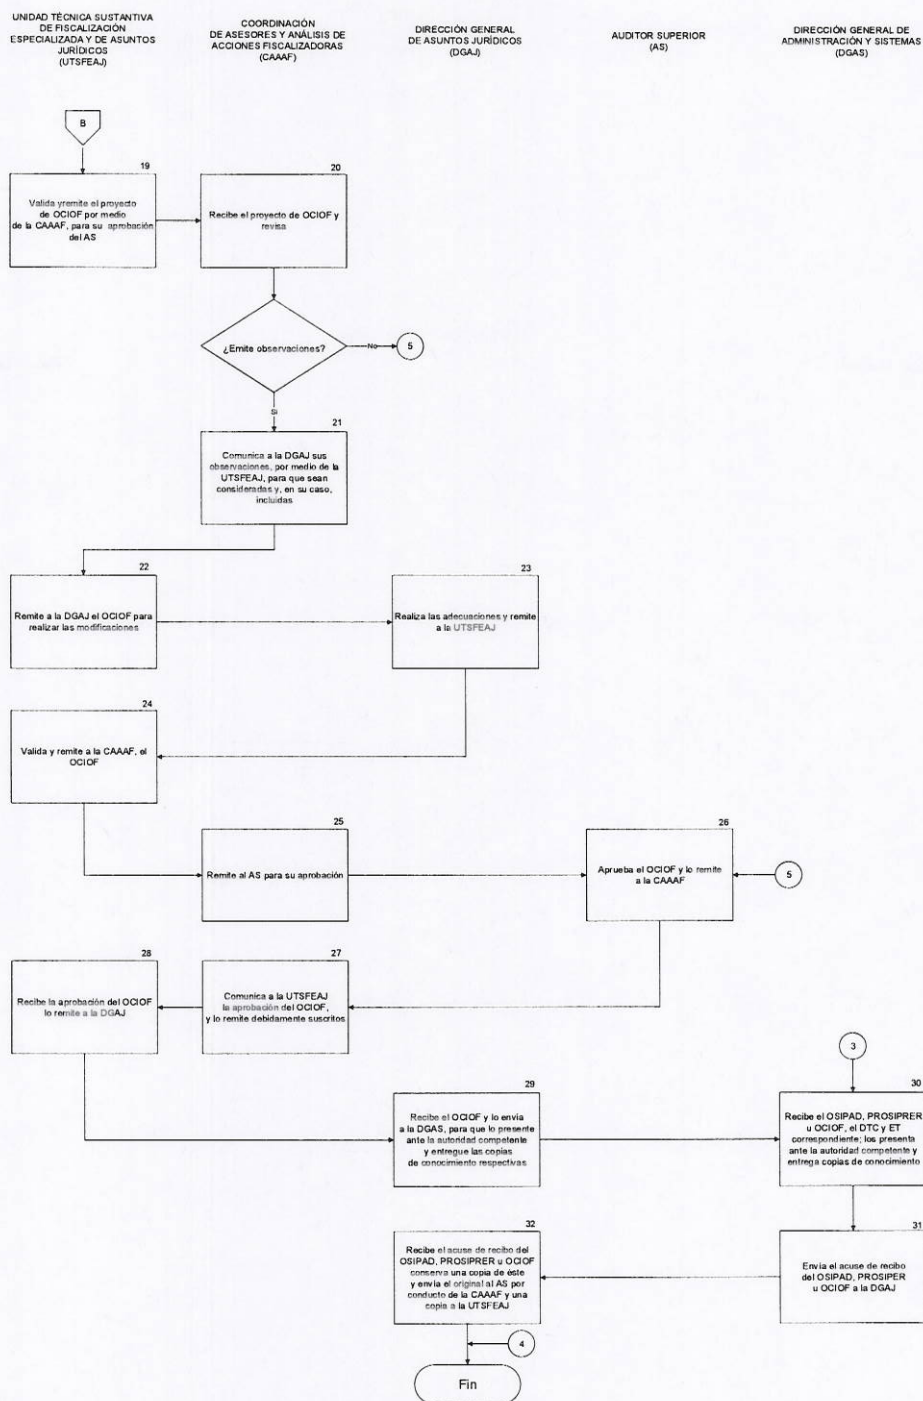 UNIDAD TÉCNICA SUSTANTIVA
DE FISCALIZACIÓN
ESPECIALIZADA Y DE ASUNTOS
JURÍDICOS
(UTSFEAJ)
COORDINACIÓN
DE ASESORES Y ANÁLISIS DE
ACCIONES FISCALIZADORAS
(CAAAF)
DIRECCIÓN GENERAL
DE ASUNTOS JURÍDICOS
(DGAJ)
AUDITOR SUPERIOR
(AS)
DIRECCIÓN GENERAL DE
ADMINISTRACIÓN Y SISTEMAS
(DGAS)
B
19
Valida yremite el proyecto
de OCIOF por medio
de la CAAAF, para su aprobación
del AS
20
Recibe el proyecto de OCIOF y
revisa
¿Emite observaciones?
No
5
Si
21
Comunica a la DGAJ sus
observaciones, por medio de la
UTSFEAJ, para que sean
consideradas y, en su caso,
incluidas
22
Remite a la DGAJ el OCIOF para
realizar las modificaciones
23
Realiza las adecuaciones y remite
a la UTSFEAJ
24
Valida y remite a la CAAAF, el
OCIOF
25
Remite al AS para su aprobación
26
Aprueba el OCIOF y lo remite
a la CAAAF
5
28
Recibe la aprobación del OCIOF
lo remite a la DGAJ
27
Comunica a la UTSFEAJ
la aprobación del OCIOF,
y lo remite debidamente suscritos
3
29
Recibe el OCIOF y lo envia
a la DGAS, para que lo presente
ante la autoridad competente
y entregue las copias
de conocimiento respectivas
30
Recibe el OSIPAD, PROSIPRER
u OCIOF, el DTC y ET
correspondiente; los presenta
ante la autoridad competente y
entrega copias de conocimiento
32
Recibe el acuse de recibo del
OSIPAD, PROSIPRER u OCIOF
conserva una copia de éste
y envia el original al AS por
conducto de la CAAAF y una
copia a la UTSFEAJ
31
Envia el acuse de recibo
del OSIPAD, PROSIPER
u OCIOF a la DGAJ
4
Fin